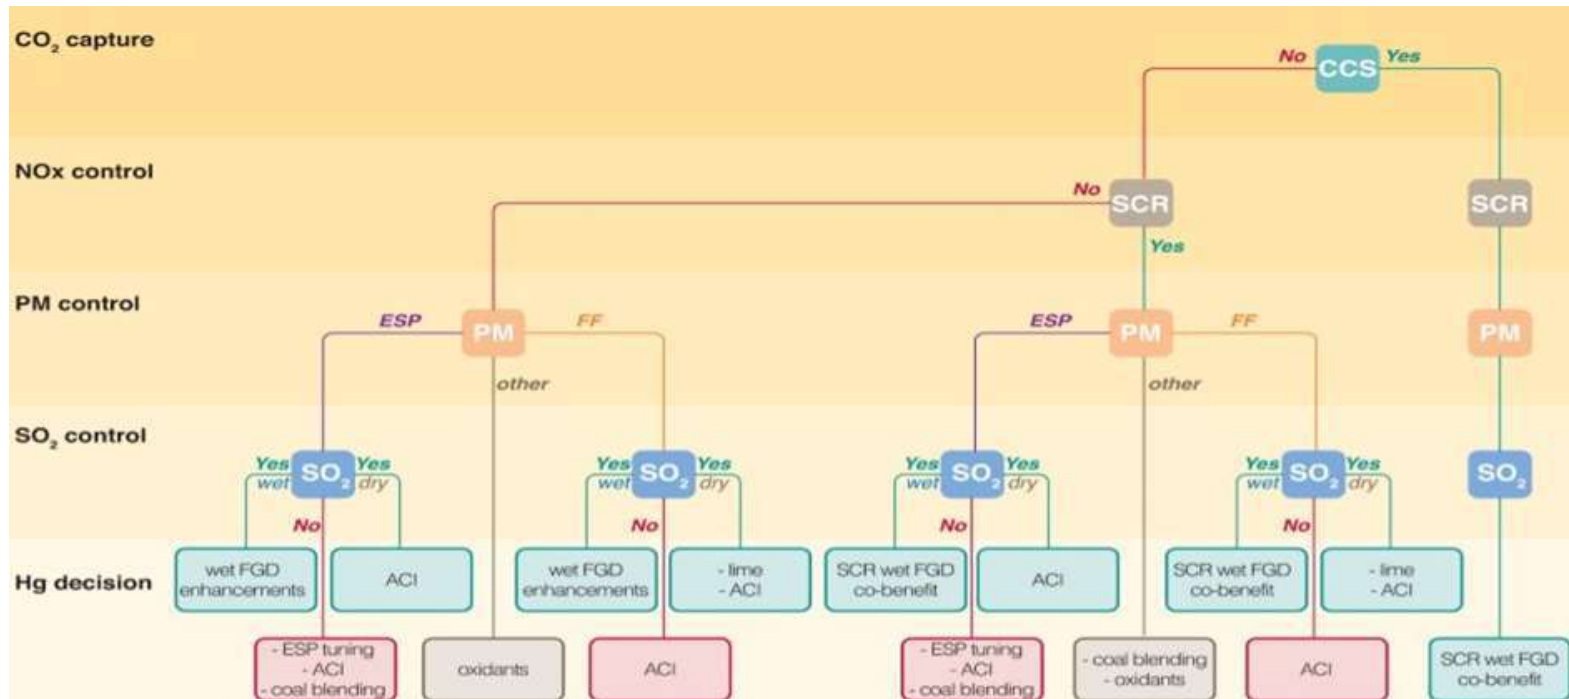 CO₂ capture
No CCS Yes
NOx control
No SCR SCR
Yes
PM control
ESP PM FF ESP PM FF PM
other other
SO₂ control
Yes SO₂ Yes Yes SO₂ Yes Yes SO₂ Yes Yes SO₂ Yes SO₂
wet dry wet dry wet dry wet dry
No No No No
Hg decision
wet FGD
enhancements
ACI
wet FGD
enhancements
- lime
- ACI
SCR wet FGD
co-benefit
ACI
SCR wet FGD
co-benefit
- lime
- ACI
- ESP tuning
- ACI
- coal blending
oxidants
ACI
- ESP tuning
- ACI
- coal blending
- coal blending
- oxidants
ACI
SCR wet FGD
co-benefit